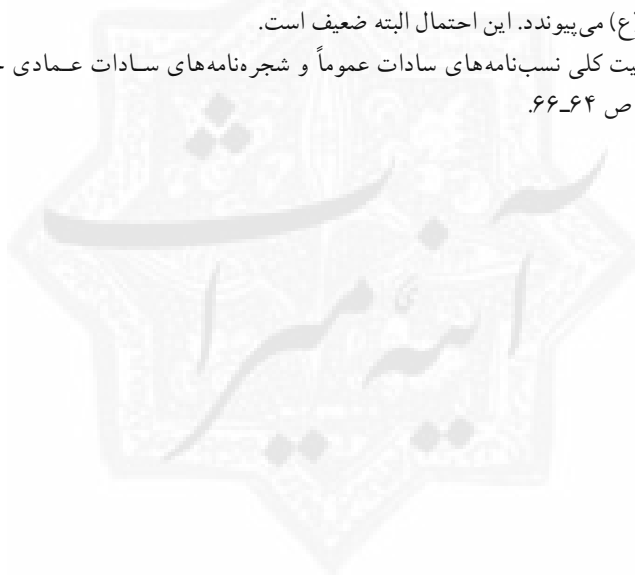 ع) می‌پیوندد. این احتمال البته ضعیف است.
یت کلی نسب‌نامه‌های سادات عموماً و شجره‌نامه‌های سادات عمادی
ص ۶۴ـ۶۶.
آینه میراث